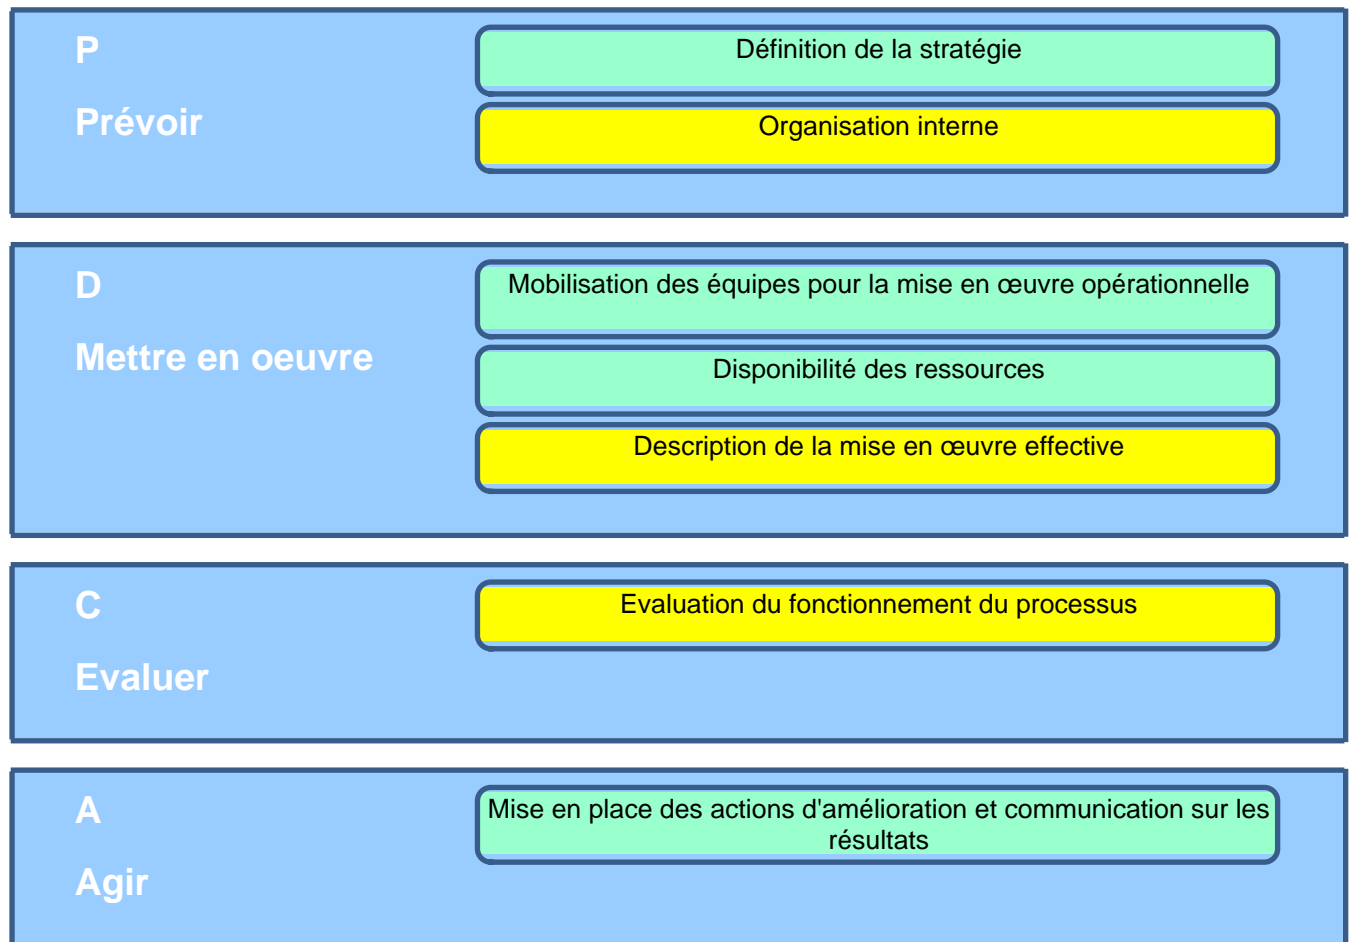 P
Prévoir
Définition de la stratégie
Organisation interne
D
Mettre en oeuvre
Mobilisation des équipes pour la mise en œuvre opérationnelle
Disponibilité des ressources
Description de la mise en œuvre effective
C
Evaluer
Evaluation du fonctionnement du processus
A
Agir
Mise en place des actions d'amélioration et communication sur les
résultats